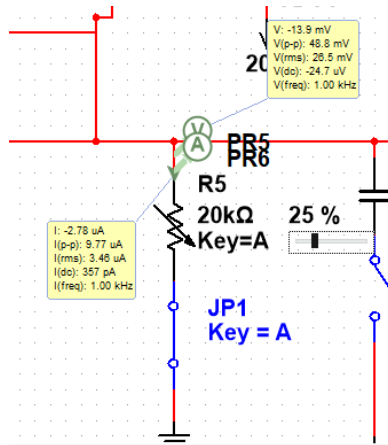 V: -13.9 mV
V(p-p): 48.8 mV
V(rms): 26.5 mV
V(dc): -24.7 uV
V(freq): 1.00 kHz
20
V
A
PR5
PR6
R5
20kΩ
Key=A
25 %
I: -2.78 uA
I(p-p): 9.77 uA
I(rms): 3.46 uA
I(dc): 357 pA
I(freq): 1.00 kHz
JP1
Key = A